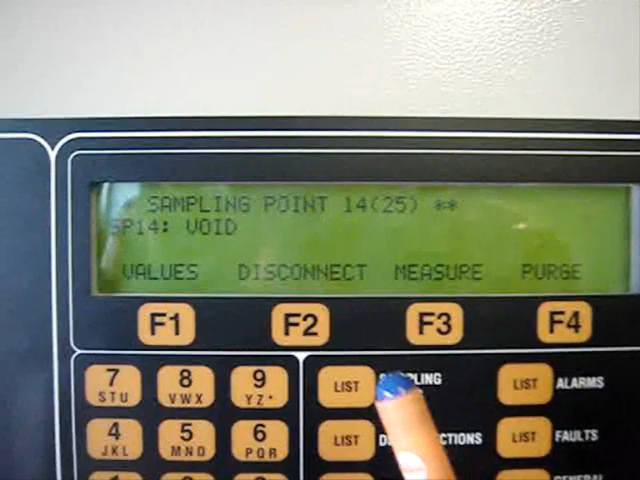 * SAMPLING POINT 14(25) **
SP14: VOID
VALUES DISCONNECT MEASURE PURGE
F1 F2 F3 F4
7 8 9 LIST LIST ALARMS
STU VWX YZ*
4 5 6 LIST LIST FAULTS
JKL MNO PQR